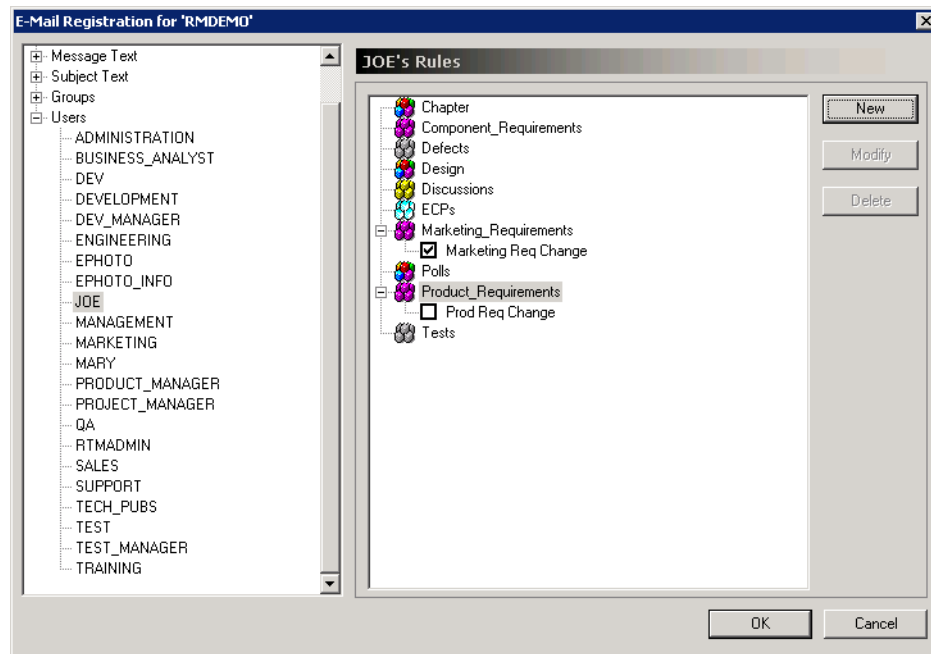 E-Mail Registration for 'RMDEMO'
Message Text
Subject Text
Groups
Users
ADMINISTRATION
BUSINESS_ANALYST
DEV
DEVELOPMENT
DEV_MANAGER
ENGINEERING
EPHOTO
EPHOTO_INFO
JOE
MANAGEMENT
MARKETING
MARY
PRODUCT_MANAGER
PROJECT_MANAGER
QA
RTMADMIN
SALES
SUPPORT
TECH_PUBS
TEST
TEST_MANAGER
TRAINING
JOE's Rules
Chapter
Component_Requirements
Defects
Design
Discussions
ECPs
Marketing_Requirements
Marketing Req Change
Polls
Product_Requirements
Prod Req Change
Tests
New
Modify
Delete
OK
Cancel